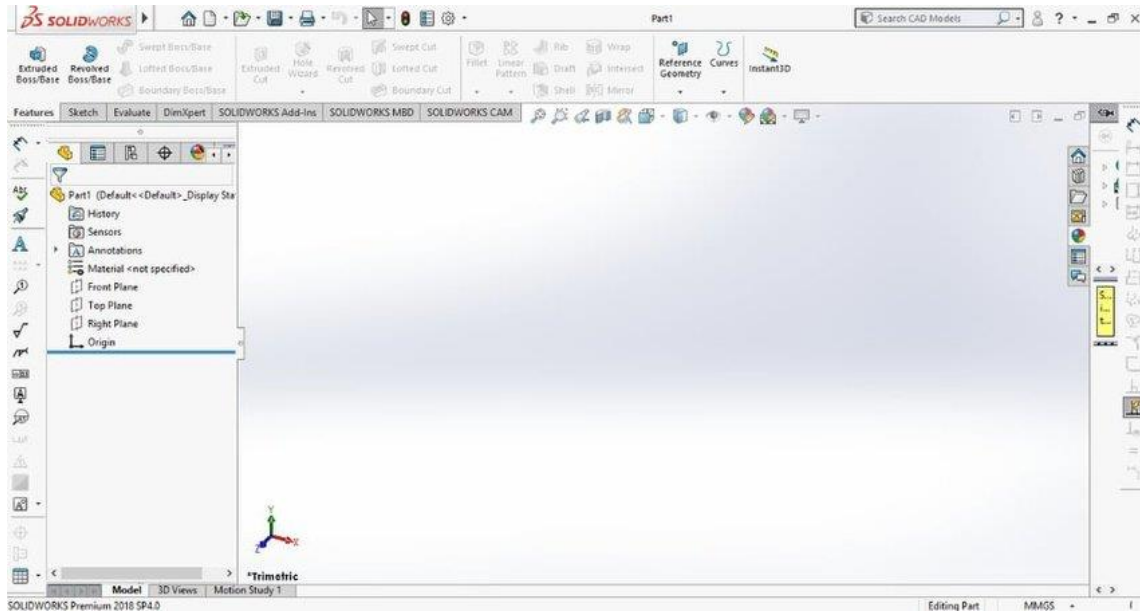 SOLIDWORKS
Part1
Search CAD Models
?
Extruded Boss/Base
Revolved Boss/Base
Swept Boss/Base
Lofted Boss/Base
Boundary Boss/Base
Extruded Cut
Hole Wizard
Revolved Cut
Swept Cut
Lofted Cut
Boundary Cut
Fillet
Linear Pattern
Rib
Draft
Shell
Wrap
Intersect
Mirror
Reference Geometry
Curves
Instant3D
Features
Sketch
Evaluate
DimXpert
SOLIDWORKS Add-Ins
SOLIDWORKS MBD
SOLIDWORKS CAM
Part1 (Default<<Default>_Display Sta
History
Sensors
Annotations
Material <not specified>
Front Plane
Top Plane
Right Plane
Origin
S...
i...
t...
Y
X
Z
*Trimetric
Model
3D Views
Motion Study 1
SOLIDWORKS Premium 2018 SP4.0
Editing Part
MMGS